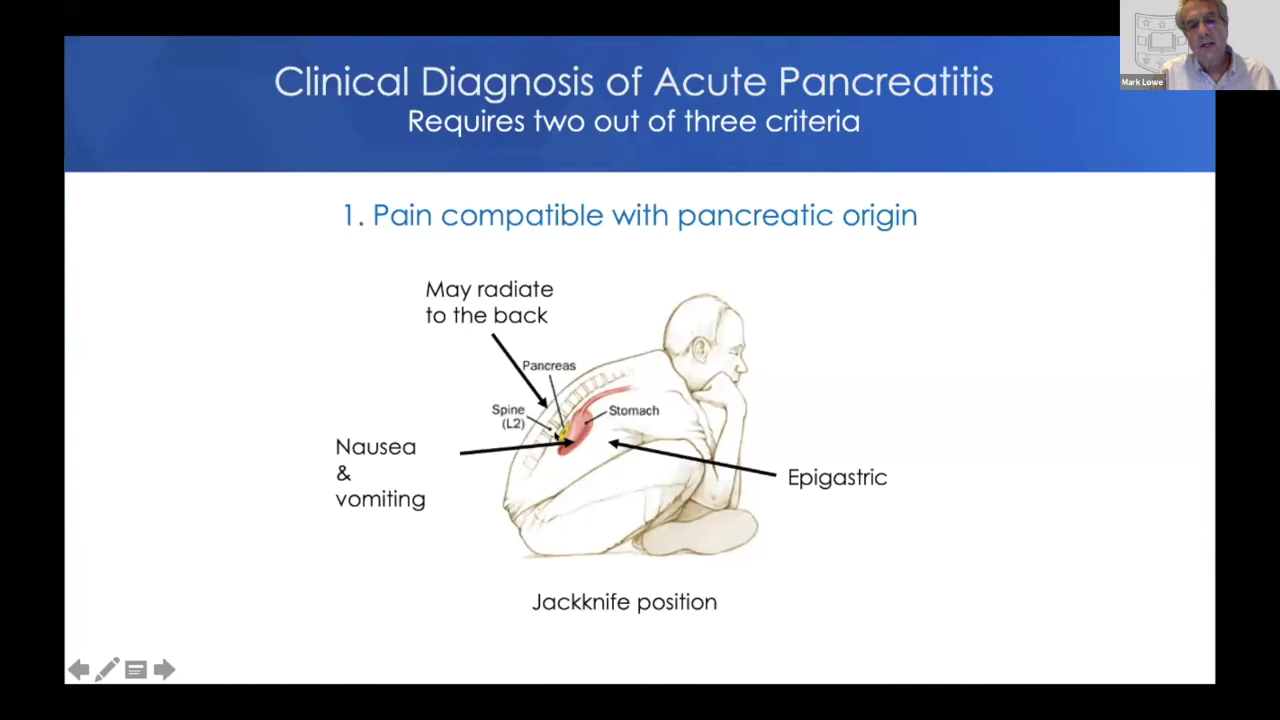 Clinical Diagnosis of Acute Pancreatitis
Requires two out of three criteria
Mark Lowe
1. Pain compatible with pancreatic origin
May radiate
to the back
Pancreas
Spine
(L2)
Stomach
Nausea
&
vomiting
Epigastric
Jackknife position